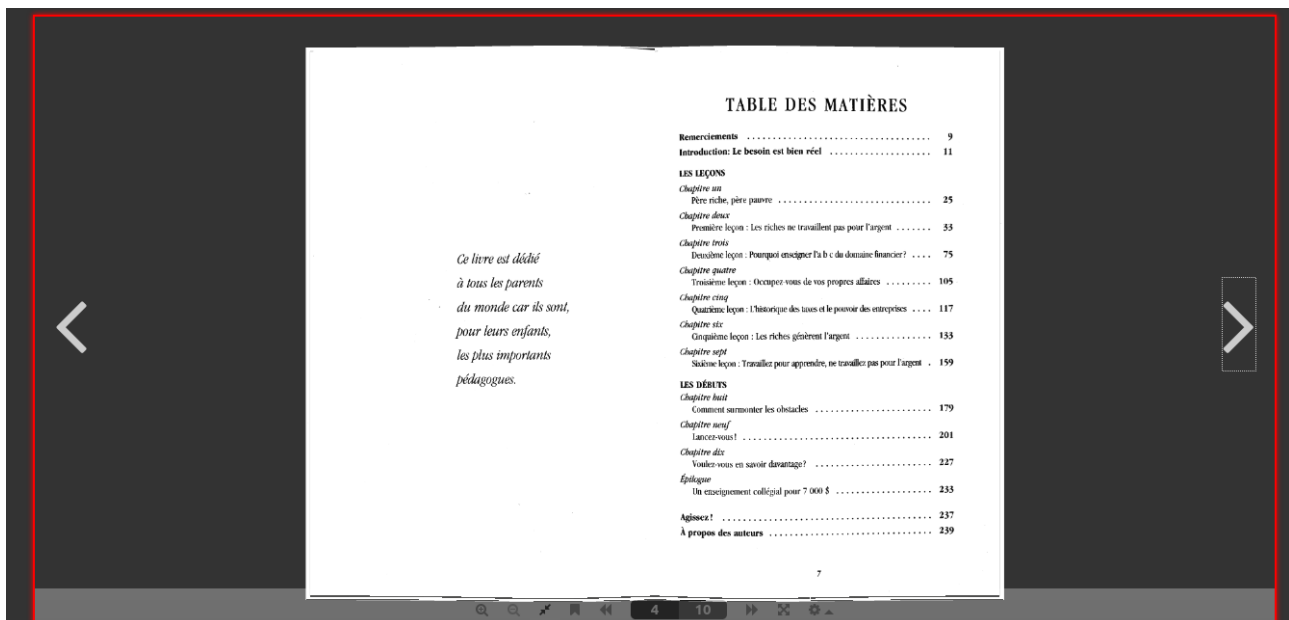 Ce livre est dédié
à tous les parents
du monde car ils sont,
pour leurs enfants,
les plus importants
pédagogues.
TABLE DES MATIÈRES
Remerciements ................................... 9
Introduction: Le besoin est bien réel .................... 11
LES LEÇONS
Chapitre un
Père riche, père pauvre .............................. 25
Chapitre deux
Première leçon : Les riches ne travaillent pas pour l'argent ....... 33
Chapitre trois
Deuxième leçon : Pourquoi enseigner l'a b c du domaine financier? .... 75
Chapitre quatre
Troisième leçon : Occupez-vous de vos propres affaires ......... 105
Chapitre cinq
Quatrième leçon : L'historique des taxes et le pouvoir des entreprises .... 117
Chapitre six
Cinquième leçon : Les riches génèrent l'argent ............... 133
Chapitre sept
Sixième leçon : Travaillez pour apprendre, ne travaillez pas pour l'argent . 159
LES DÉBUTS
Chapitre huit
Comment surmonter les obstacles ....................... 179
Chapitre neuf
Lancez-vous! ..................................... 201
Chapitre dix
Voulez-vous en savoir davantage? ....................... 227
Épilogue
Un enseignement collégial pour 7 000 $ ................... 233
Agissez! ......................................... 237
À propos des auteurs ................................ 239
7
4 10